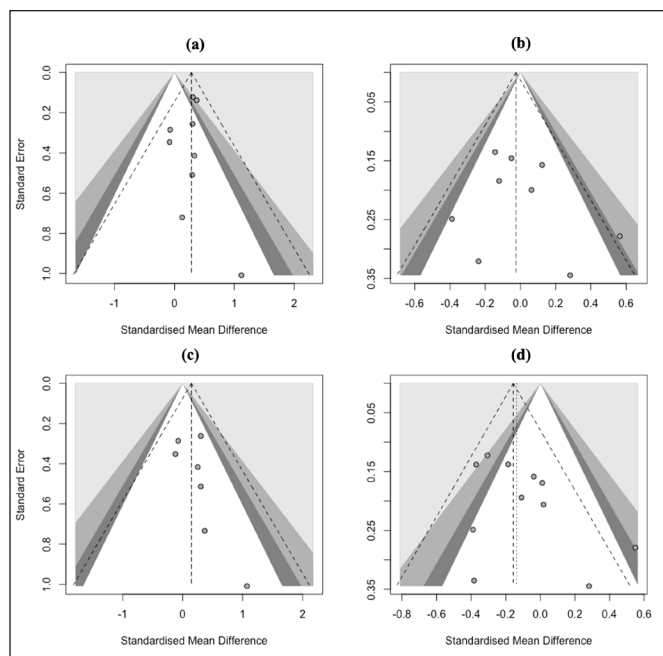 (a)
0.0
0.2
0.4
0.6
0.8
1.0
Standard Error
-1 0 1 2
Standardised Mean Difference
(b)
0.05
0.15
0.25
0.35
-0.6 -0.4 -0.2 0.0 0.2 0.4 0.6
Standardised Mean Difference
(c)
0.0
0.2
0.4
0.6
0.8
1.0
Standard Error
-1 0 1 2
Standardised Mean Difference
(d)
0.05
0.15
0.25
0.35
-0.8 -0.6 -0.4 -0.2 0.0 0.2 0.4
Standardised Mean Difference